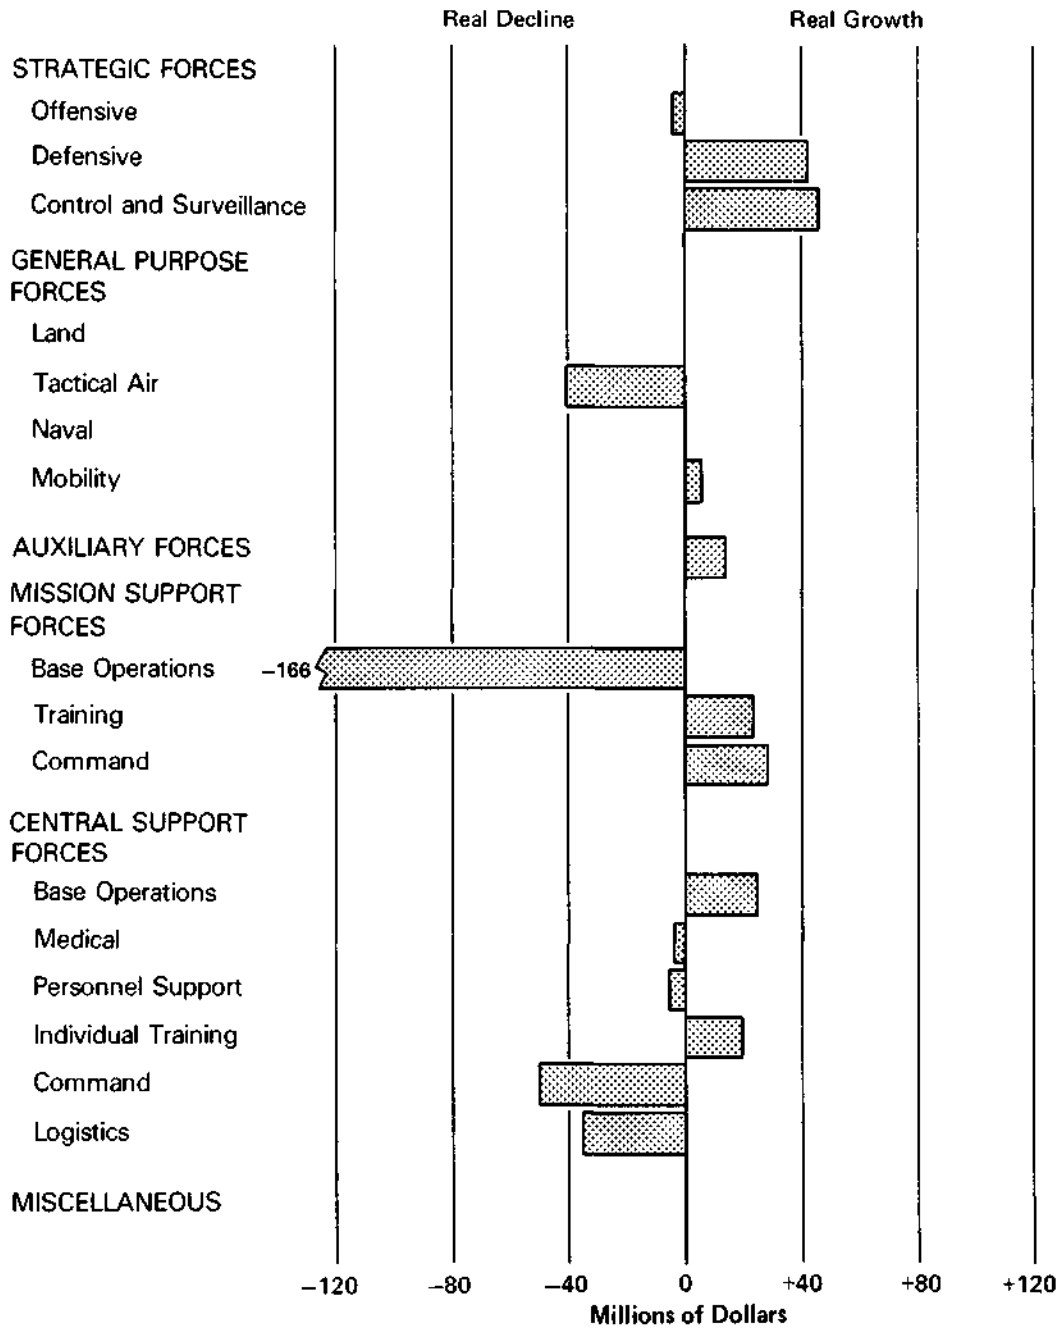 Real Decline Real Growth
STRATEGIC FORCES
Offensive
Defensive
Control and Surveillance
GENERAL PURPOSE
FORCES
Land
Tactical Air
Naval
Mobility
AUXILIARY FORCES
MISSION SUPPORT
FORCES
Base Operations −166
Training
Command
CENTRAL SUPPORT
FORCES
Base Operations
Medical
Personnel Support
Individual Training
Command
Logistics
MISCELLANEOUS
−120 −80 −40 0 +40 +80 +120
Millions of Dollars